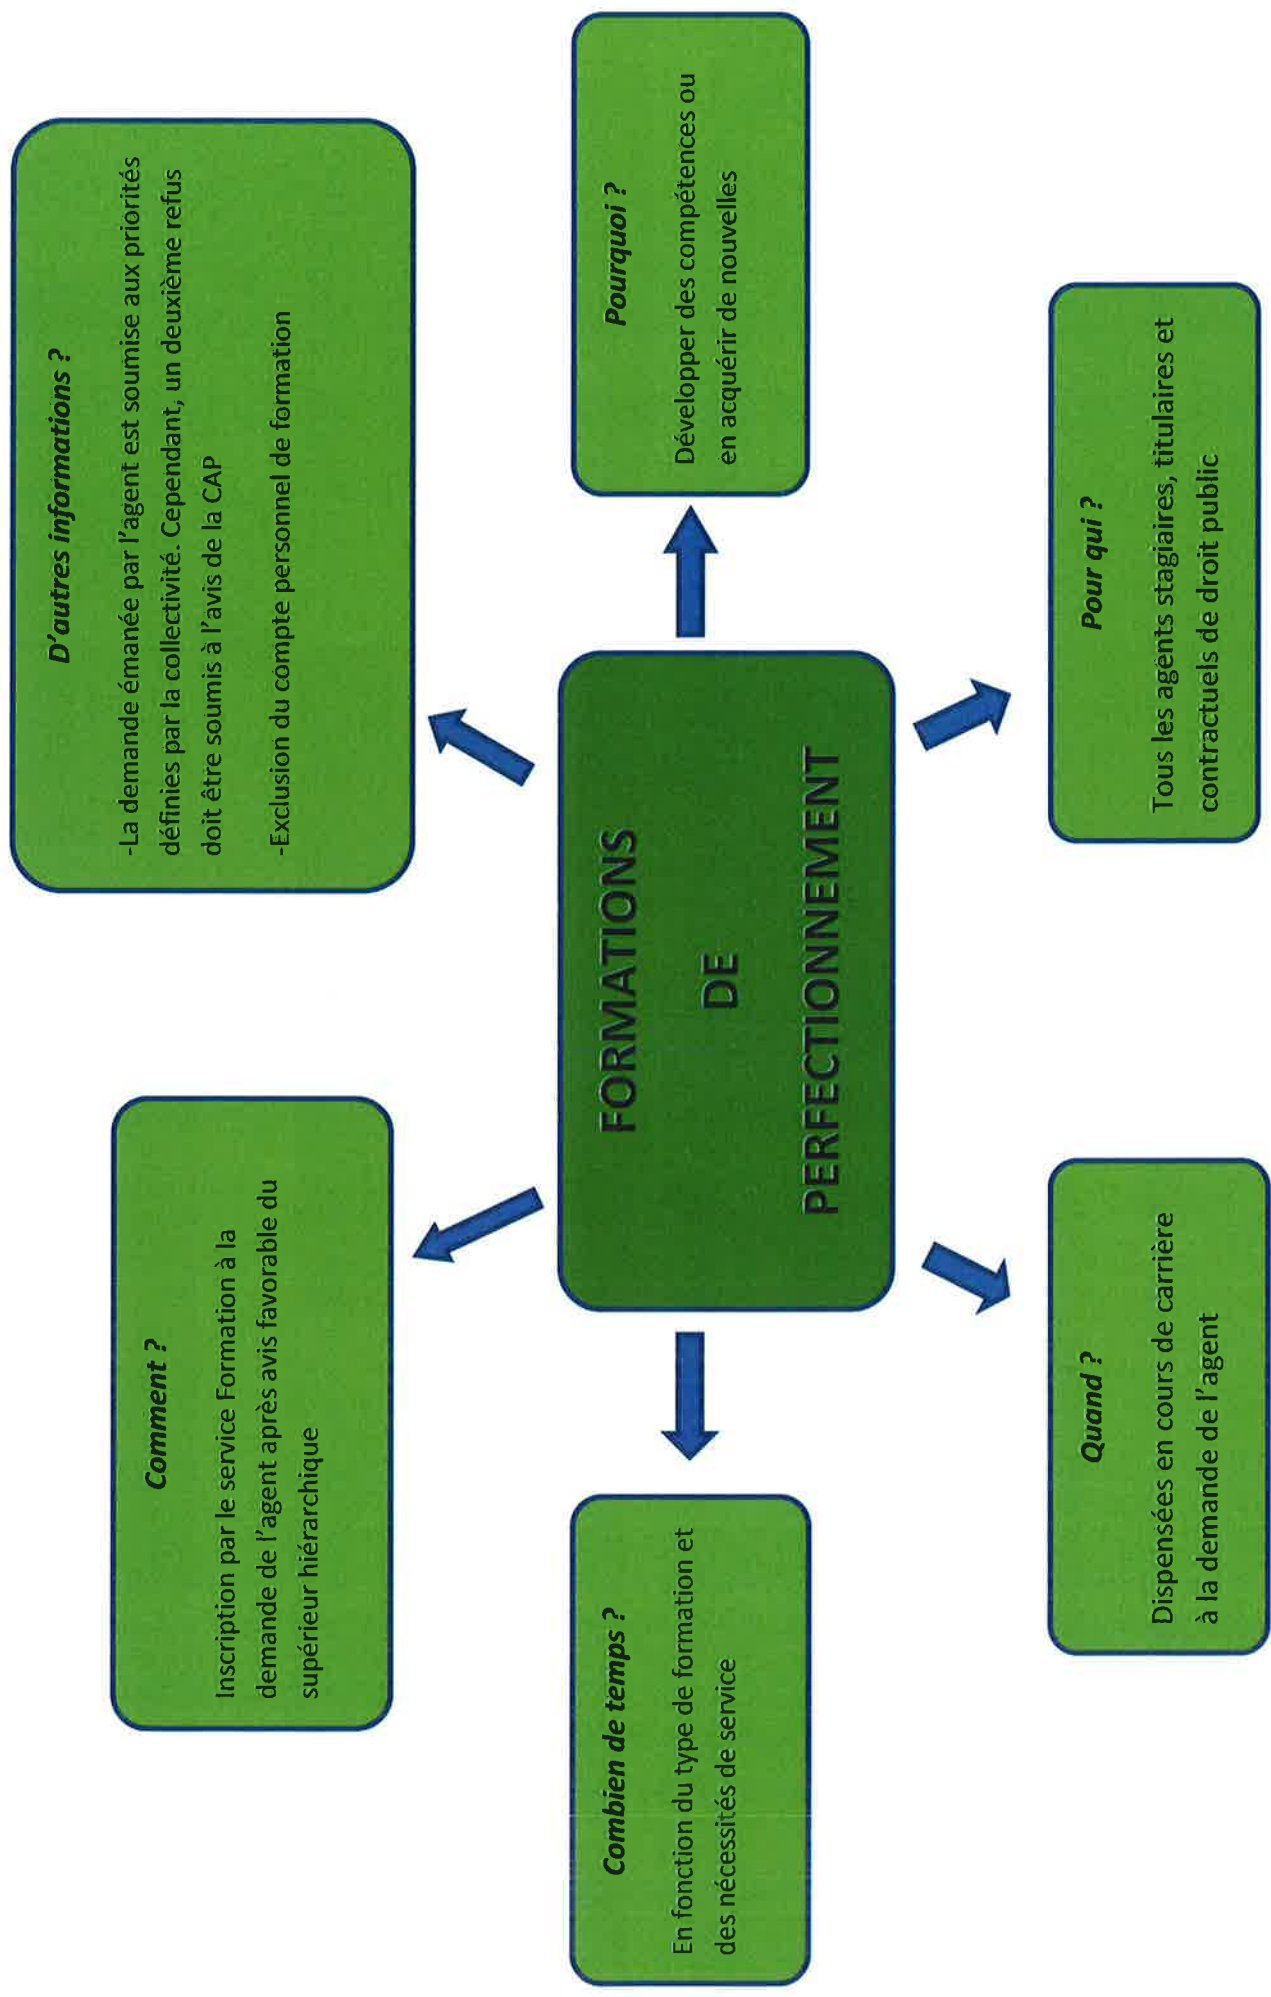 Comment ?
Inscription par le service Formation à la
demande de l'agent après avis favorable du
supérieur hiérarchique
D'autres informations ?
-La demande émanée par l'agent est soumise aux priorités
définies par la collectivité. Cependant, un deuxième refus
doit être soumis à l'avis de la CAP
-Exclusion du compte personnel de formation
Combien de temps ?
En fonction du type de formation et
des nécessités de service
FORMATIONS
DE
PERFECTIONNEMENT
Pourquoi ?
Développer des compétences ou
en acquérir de nouvelles
Quand ?
Dispensées en cours de carrière
à la demande de l'agent
Pour qui ?
Tous les agents stagiaires, titulaires et
contractuels de droit public